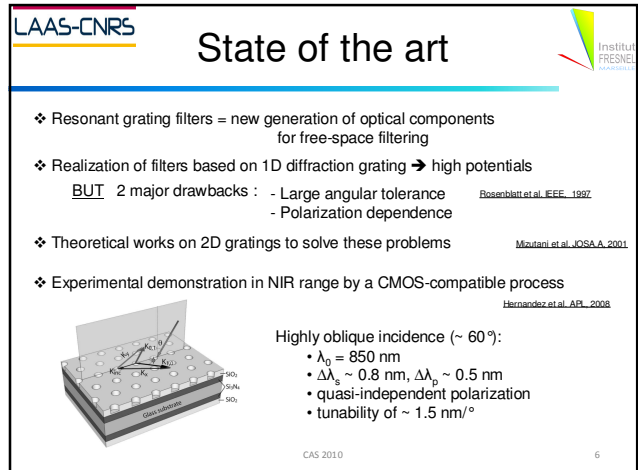 LAAS-CNRS
State of the art
Institut
FRESNEL
MARSEILLE
❖ Resonant grating filters = new generation of optical components
for free-space filtering
❖ Realization of filters based on 1D diffraction grating ➔ high potentials
BUT 2 major drawbacks : - Large angular tolerance Rosenblatt et al. IEEE, 1997
- Polarization dependence
❖ Theoretical works on 2D gratings to solve these problems Mizutani et al. JOSA.A, 2001
❖ Experimental demonstration in NIR range by a CMOS-compatible process
Hernandez et al. APL, 2008
Highly oblique incidence (~ 60°):
• λ0 = 850 nm
• Δλs ~ 0.8 nm, Δλp ~ 0.5 nm
• quasi-independent polarization
• tunability of ~ 1.5 nm/°
θ
ϕ
Kinc
SiO2
Si3N4
SiO2
Glass substrate
CAS 2010 6